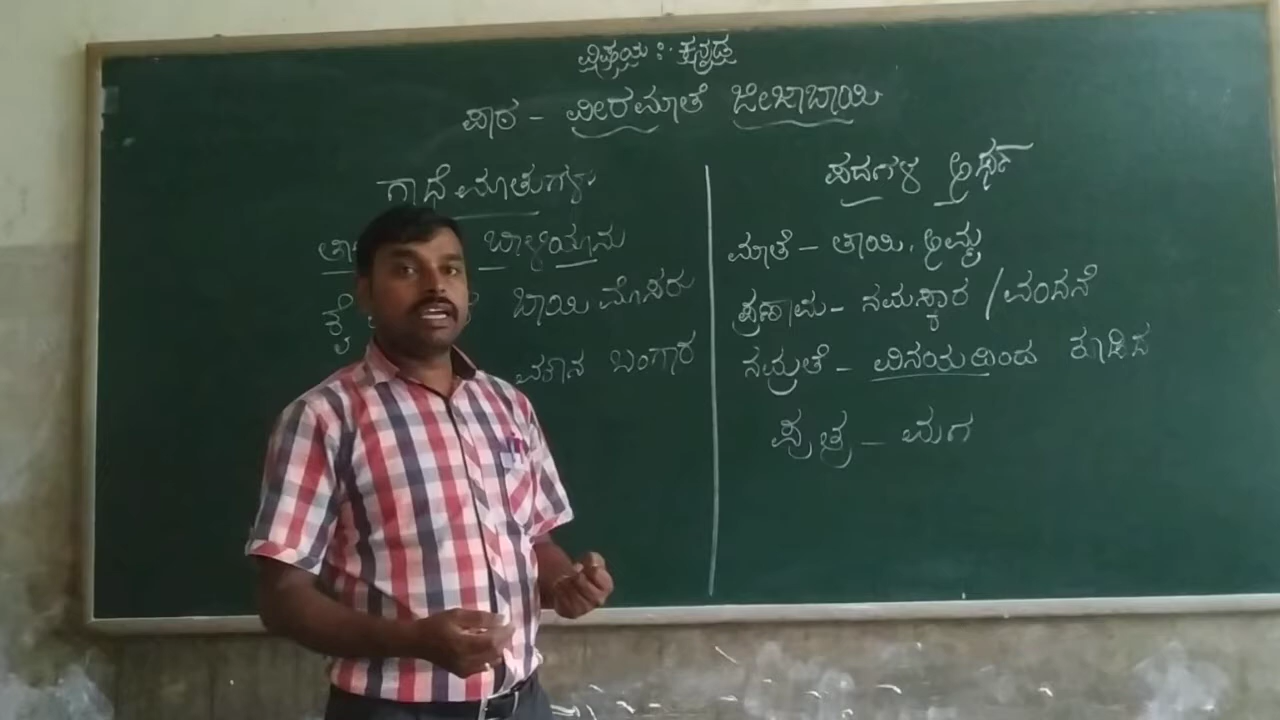 ವಿಷಯ : ಕನ್ನಡ
ಪಾಠ - ವೀರಮಾತೆ ಜೀಜಾಬಾಯಿ
ಗಾದೆ ಮಾತುಗಳು
ಬಾಳಿಯಾನು
ಕೈ ಬಾಯಿ ಮೊಸರು
ಮೌನ ಬಂಗಾರ
ಪದಗಳ ಅರ್ಥ
ಮಾತೆ - ತಾಯಿ, ಅಮ್ಮ
ಪ್ರಣಾಮ - ನಮಸ್ಕಾರ / ವಂದನೆ
ನಮ್ರತೆ - ವಿನಯದಿಂದ ಕೂಡಿದ
ಪುತ್ರ - ಮಗ